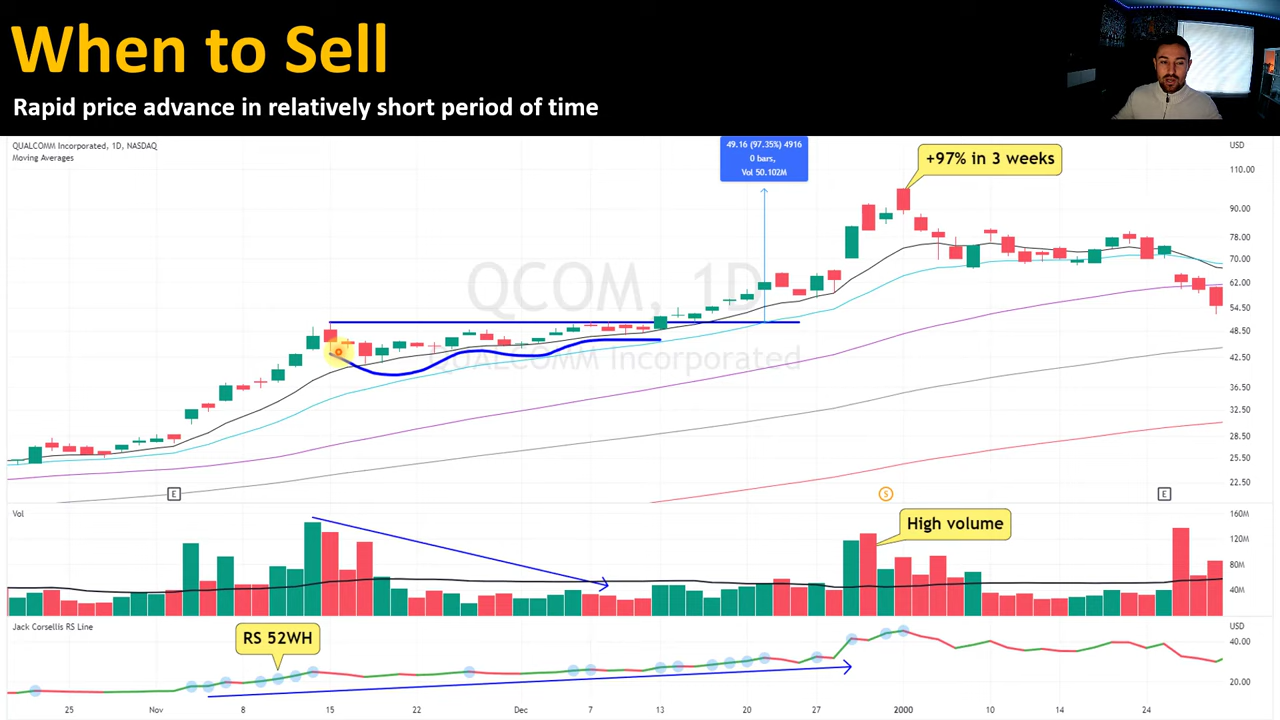 When to Sell
Rapid price advance in relatively short period of time
QUALCOMM Incorporated, 1D, NASDAQ
Moving Averages
49.16 (97.35%) 4916
0 bars,
Vol 50.102M
+97% in 3 weeks
USD
110.00
90.00
78.00
70.00
62.00
54.50
48.50
42.50
36.50
32.50
28.50
25.50
22.50
QCOM, 1D
QUALCOMM Incorporated
E
S
E
Vol
High volume
160M
120M
80M
40M
Jack Corsellis RS Line
RS 52WH
USD
40.00
20.00
25
Nov
8
15
22
Dec
7
13
20
27
2000
10
14
24